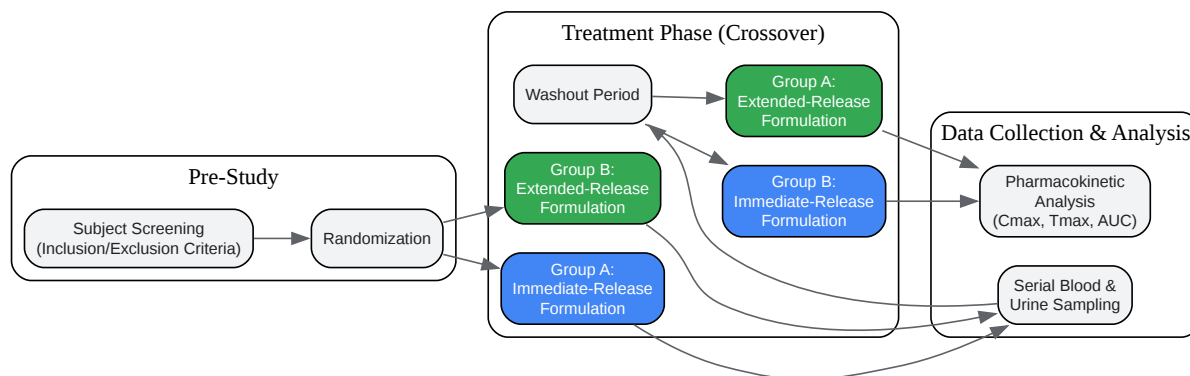 Pre-Study
Subject Screening
(Inclusion/Exclusion Criteria)
Randomization
Treatment Phase (Crossover)
Washout Period
Group A:
Extended-Release
Formulation
Group B:
Extended-Release
Formulation
Group B:
Immediate-Release
Formulation
Group A:
Immediate-Release
Formulation
Data Collection & Analysis
Pharmacokinetic
Analysis
(Cmax, Tmax, AUC)
Serial Blood &
Urine Sampling